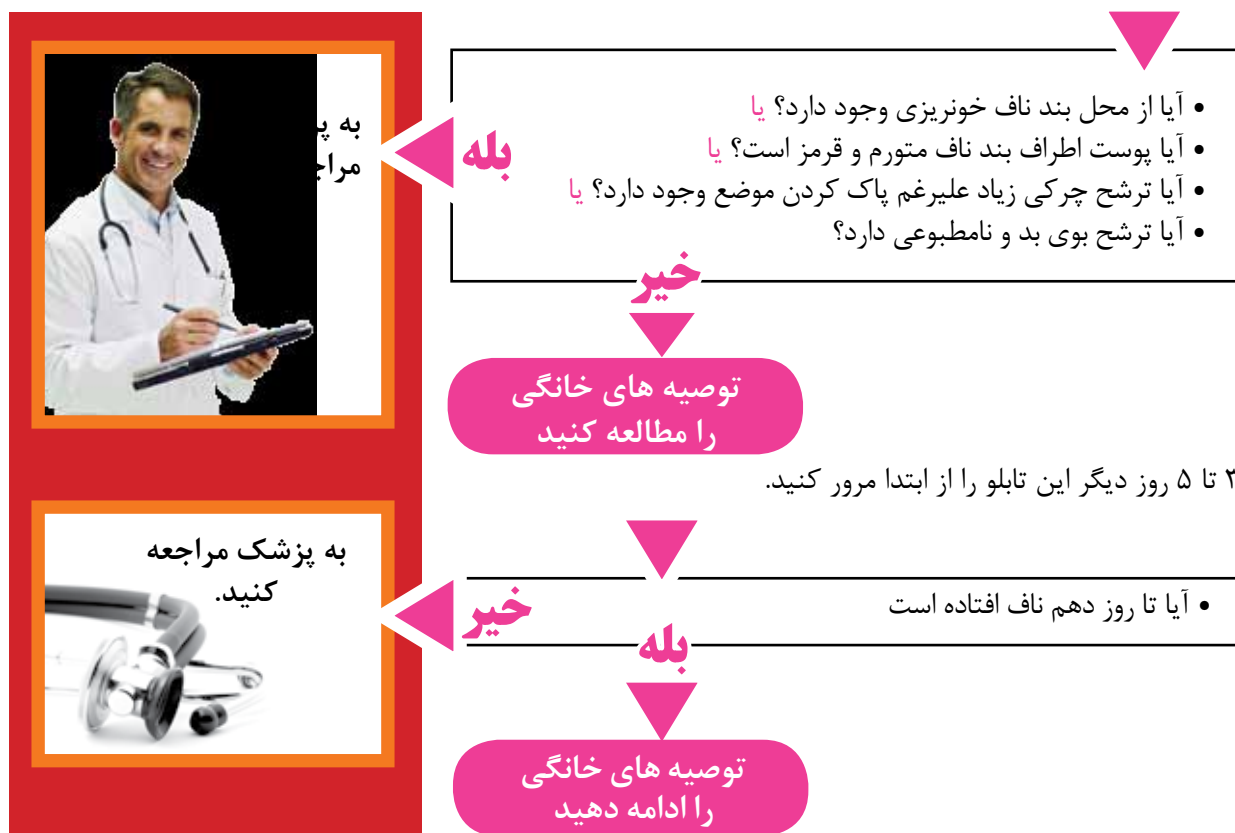 • آیا از محل بند ناف خونریزی وجود دارد؟ یا
• آیا پوست اطراف بند ناف متورم و قرمز است؟ یا
• آیا ترشح چرکی زیاد علیرغم پاک کردن موضع وجود دارد؟ یا
• آیا ترشح بوی بد و نامطبوعی دارد؟
بله
به
خیر
توصیه های خانگی
را مطالعه کنید
تا ۵ روز دیگر این تابلو را از ابتدا مرور کنید.
• آیا تا روز دهم ناف افتاده است
خیر
به پزشک مراجعه
کنید.
بله
توصیه های خانگی
را ادامه دهید